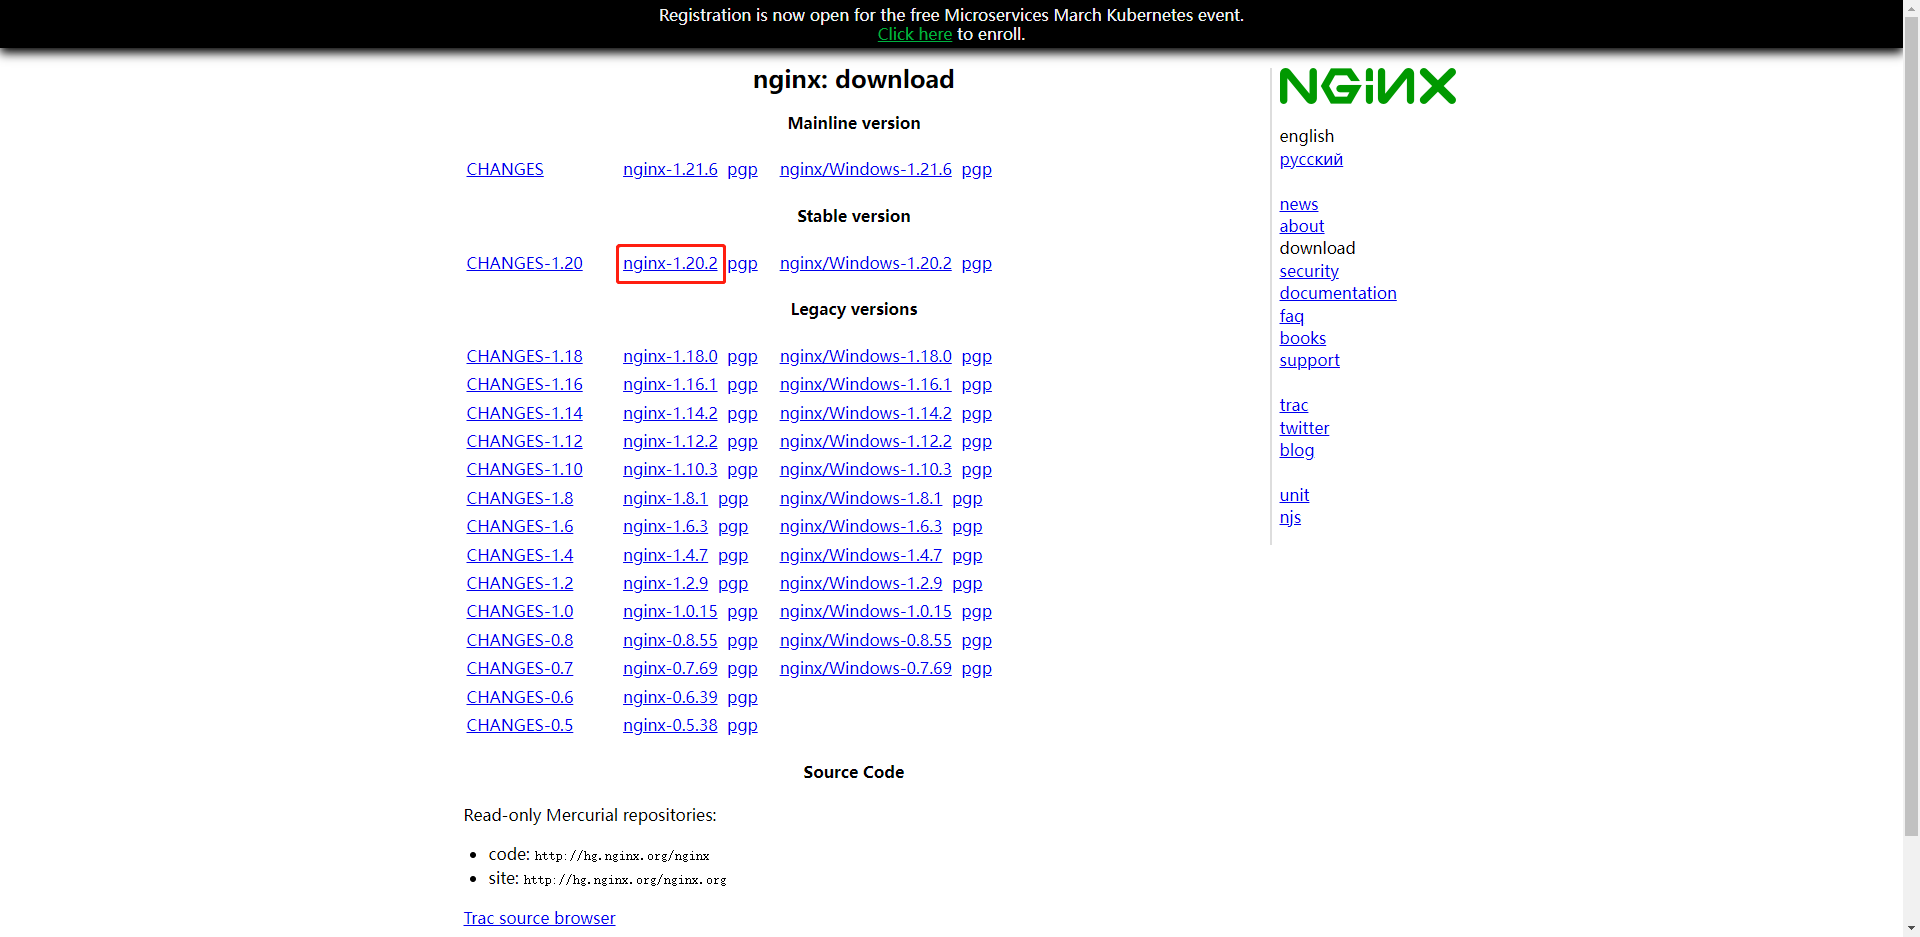 Registration is now open for the free Microservices March Kubernetes event.
Click here to enroll.
nginx: download
Mainline version
CHANGES nginx-1.21.6 pgp nginx/Windows-1.21.6 pgp
Stable version
CHANGES-1.20 nginx-1.20.2 pgp nginx/Windows-1.20.2 pgp
Legacy versions
CHANGES-1.18 nginx-1.18.0 pgp nginx/Windows-1.18.0 pgp
CHANGES-1.16 nginx-1.16.1 pgp nginx/Windows-1.16.1 pgp
CHANGES-1.14 nginx-1.14.2 pgp nginx/Windows-1.14.2 pgp
CHANGES-1.12 nginx-1.12.2 pgp nginx/Windows-1.12.2 pgp
CHANGES-1.10 nginx-1.10.3 pgp nginx/Windows-1.10.3 pgp
CHANGES-1.8 nginx-1.8.1 pgp nginx/Windows-1.8.1 pgp
CHANGES-1.6 nginx-1.6.3 pgp nginx/Windows-1.6.3 pgp
CHANGES-1.4 nginx-1.4.7 pgp nginx/Windows-1.4.7 pgp
CHANGES-1.2 nginx-1.2.9 pgp nginx/Windows-1.2.9 pgp
CHANGES-1.0 nginx-1.0.15 pgp nginx/Windows-1.0.15 pgp
CHANGES-0.8 nginx-0.8.55 pgp nginx/Windows-0.8.55 pgp
CHANGES-0.7 nginx-0.7.69 pgp nginx/Windows-0.7.69 pgp
CHANGES-0.6 nginx-0.6.39 pgp
CHANGES-0.5 nginx-0.5.38 pgp
Source Code
Read-only Mercurial repositories:
• code: http://hg.nginx.org/nginx
• site: http://hg.nginx.org/nginx.org
Trac source browser
NGiNX
english
русский
news
about
download
security
documentation
faq
books
support
trac
twitter
blog
unit
njs